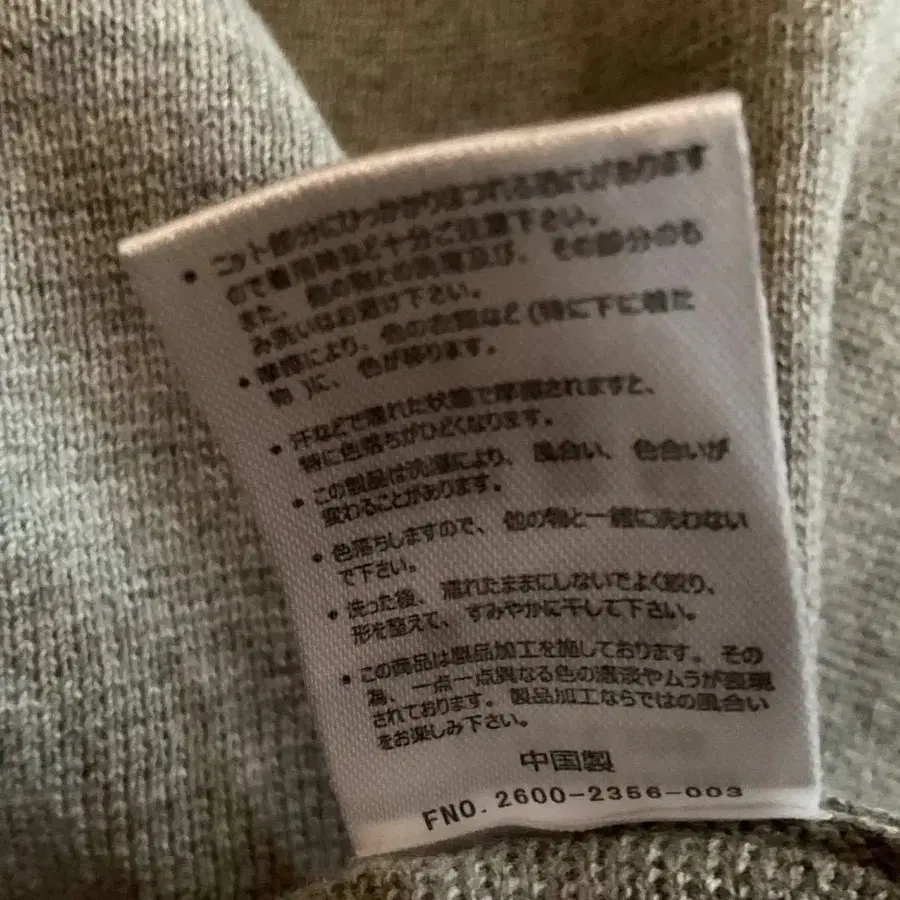 • ニット部分にひっかかりほつれる恐れがあります
ので着用時など十分ご注意下さい。
また、他の物との洗濯及び、その部分のも
み洗いはお避け下さい。
• 摩擦により、他の衣類など(特に下に着た
物)に、色が移ります。
• 汗などで濡れた状態で摩擦されますと、
特に色落ちがひどくなります。
• この製品は洗濯により、風合い、色合いが
変わることがあります。
• 色落ちしますので、他の物と一緒に洗わない
で下さい。
• 洗った後、濡れたままにしないでよく絞り、
形を整えて、すみやかに干して下さい。
• この商品は製品加工を施しております。その
為、一点一点異なる色の濃淡やムラが表現
されております。製品加工ならではの風合い
をお楽しみ下さい。
中国製
FNO. 2600-2356-003